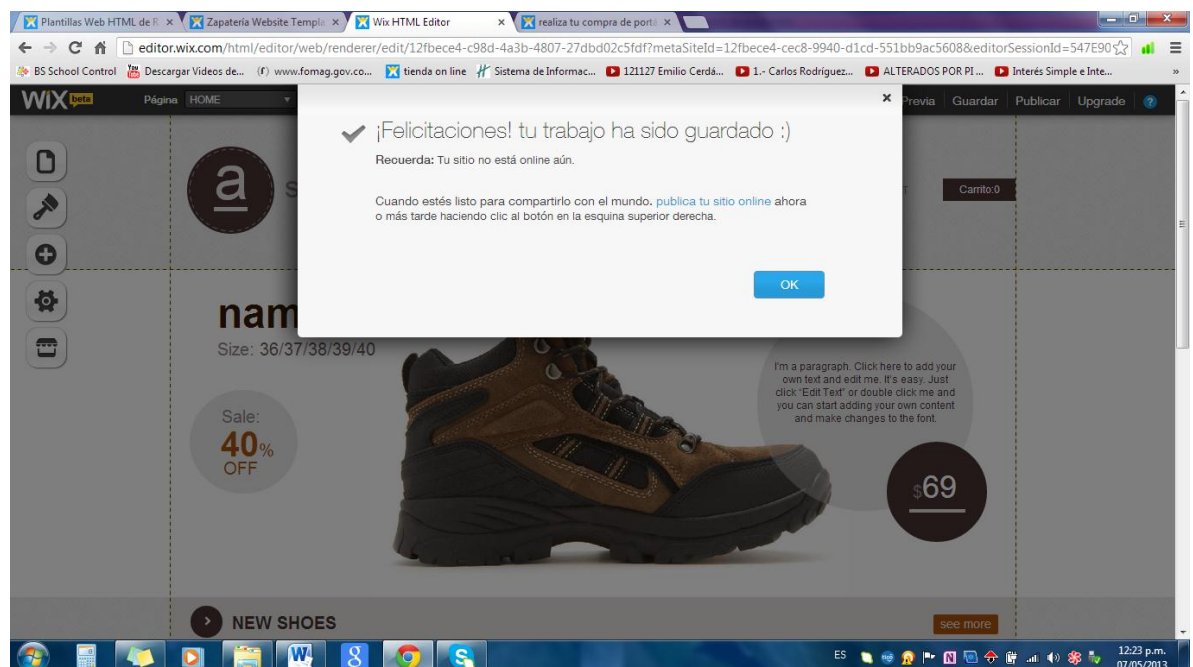 Plantillas Web HTML de R
Zapatería Website Templa
Wix HTML Editor
realiza tu compra de portá
editor.wix.com/html/editor/web/renderer/edit/12fbece4-c98d-4a3b-4807-27dbd02c5fdf?metaSiteId=12fbece4-cec8-9940-d1cd-551bb9ac5608&editorSessionId=547E90
BS School Control
Descargar Videos de...
(f) www.fomag.gov.co...
tienda on line
Sistema de Informac...
121127 Emilio Cerdá...
1.- Carlos Rodríguez...
ALTERADOS POR PI ...
Interés Simple e Inte...
»
WiX beta
Página HOME
Previa Guardar Publicar Upgrade ?
¡Felicitaciones! tu trabajo ha sido guardado :)
Recuerda: Tu sitio no está online aún.
Cuando estés listo para compartirlo con el mundo. publica tu sitio online ahora
o más tarde haciendo clic al botón en la esquina superior derecha.
OK
a
S
Carrito:0
nam
Size: 36/37/38/39/40
Sale:
40%
OFF
I'm a paragraph. Click here to add your
own text and edit me. It's easy. Just
click "Edit Text" or double click me and
you can start adding your own content
and make changes to the font.
$69
NEW SHOES
see more
ES
12:23 p.m.
07/05/2013